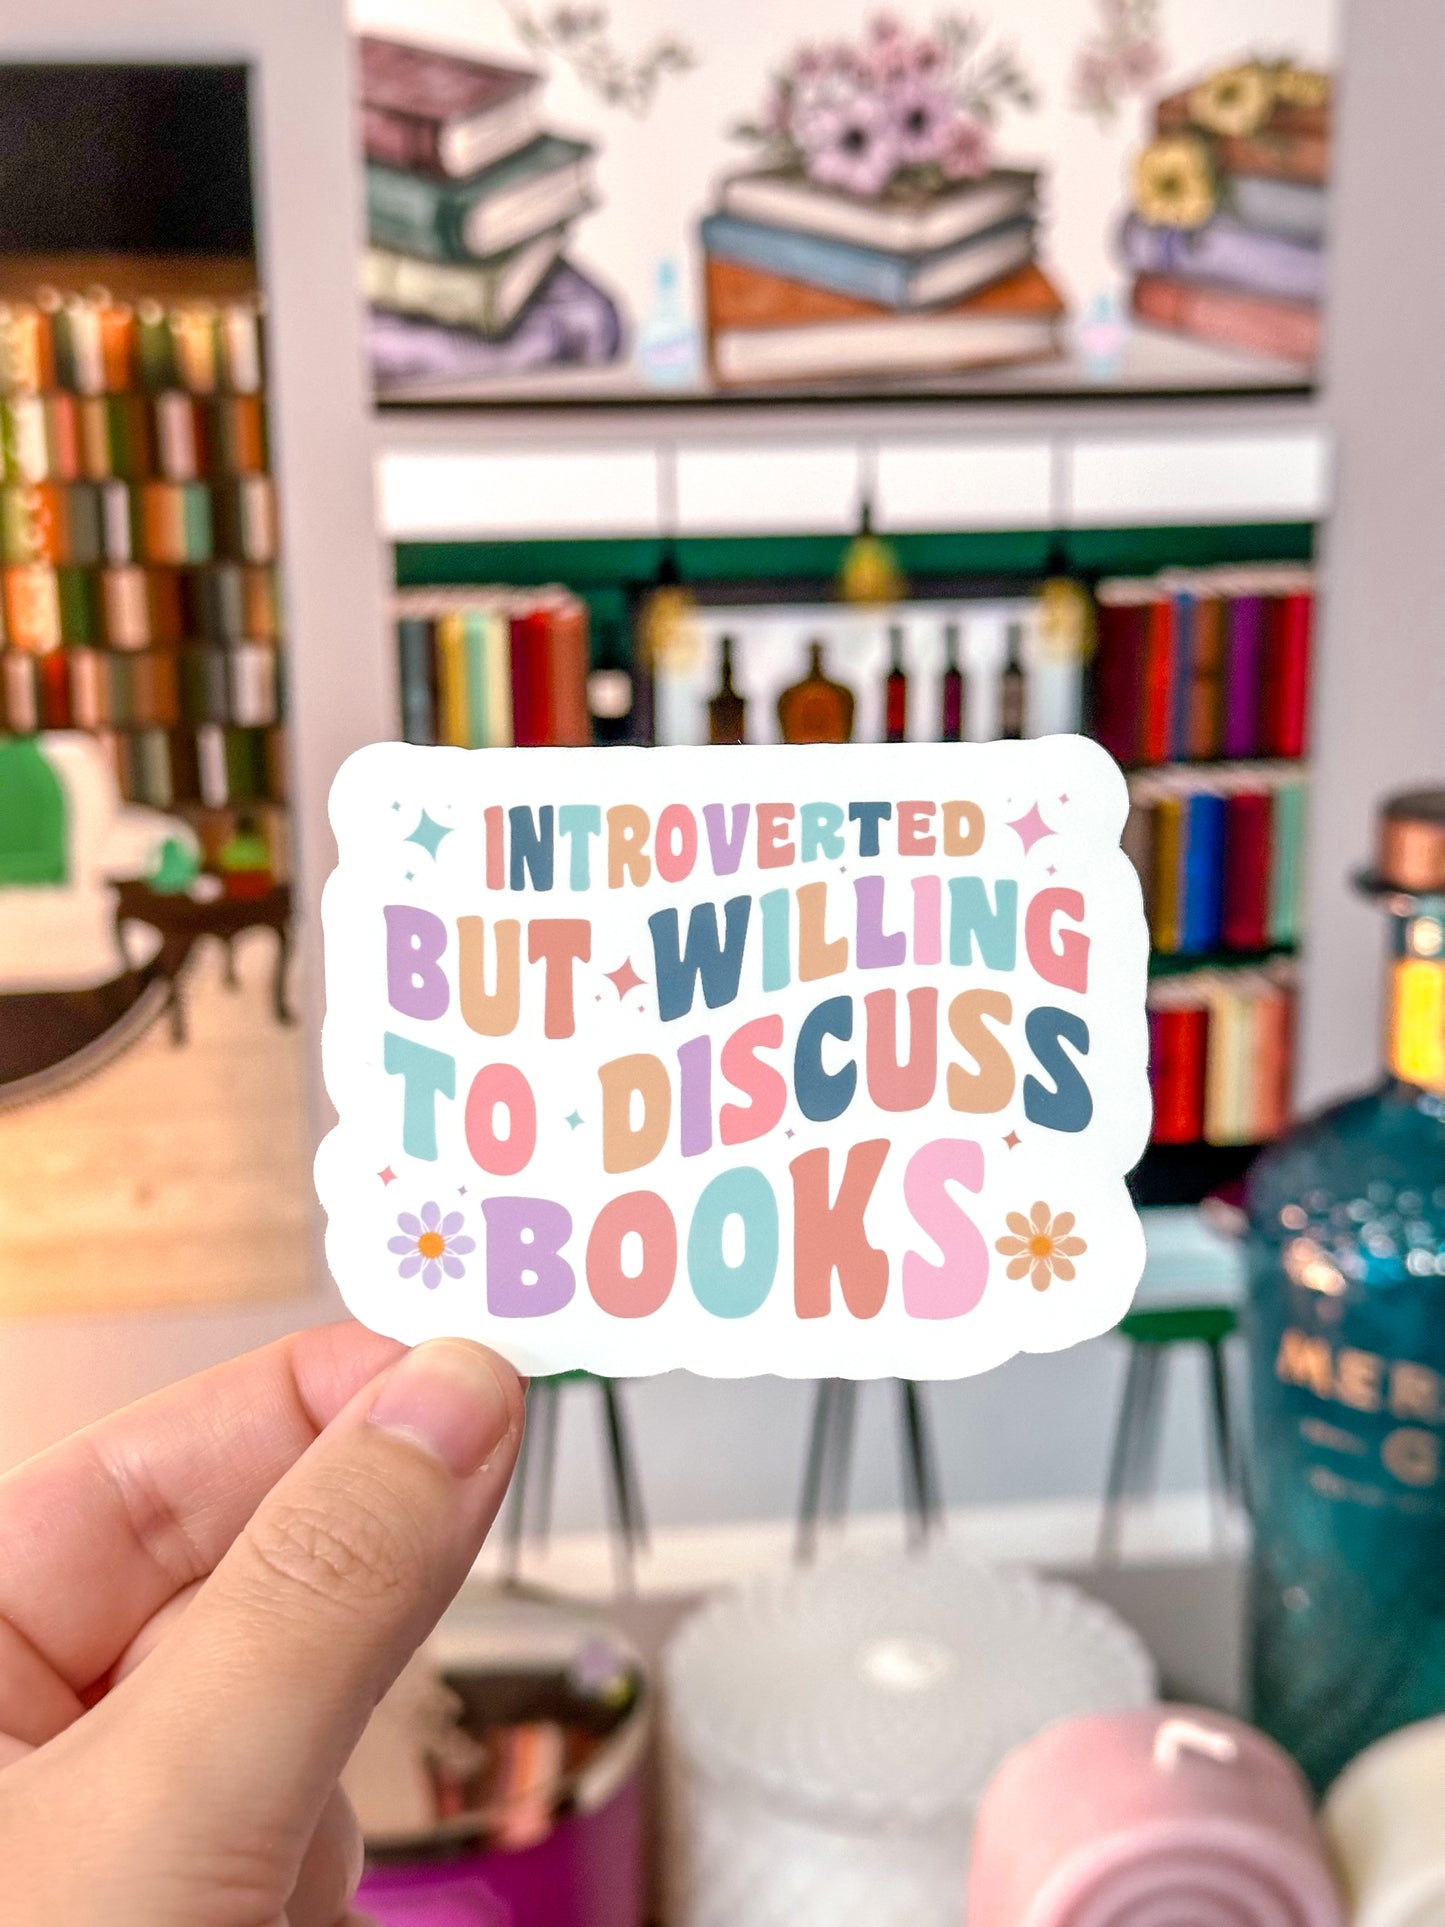 INTROVERTED
BUT WILLING
TO DISCUSS
BOOKS